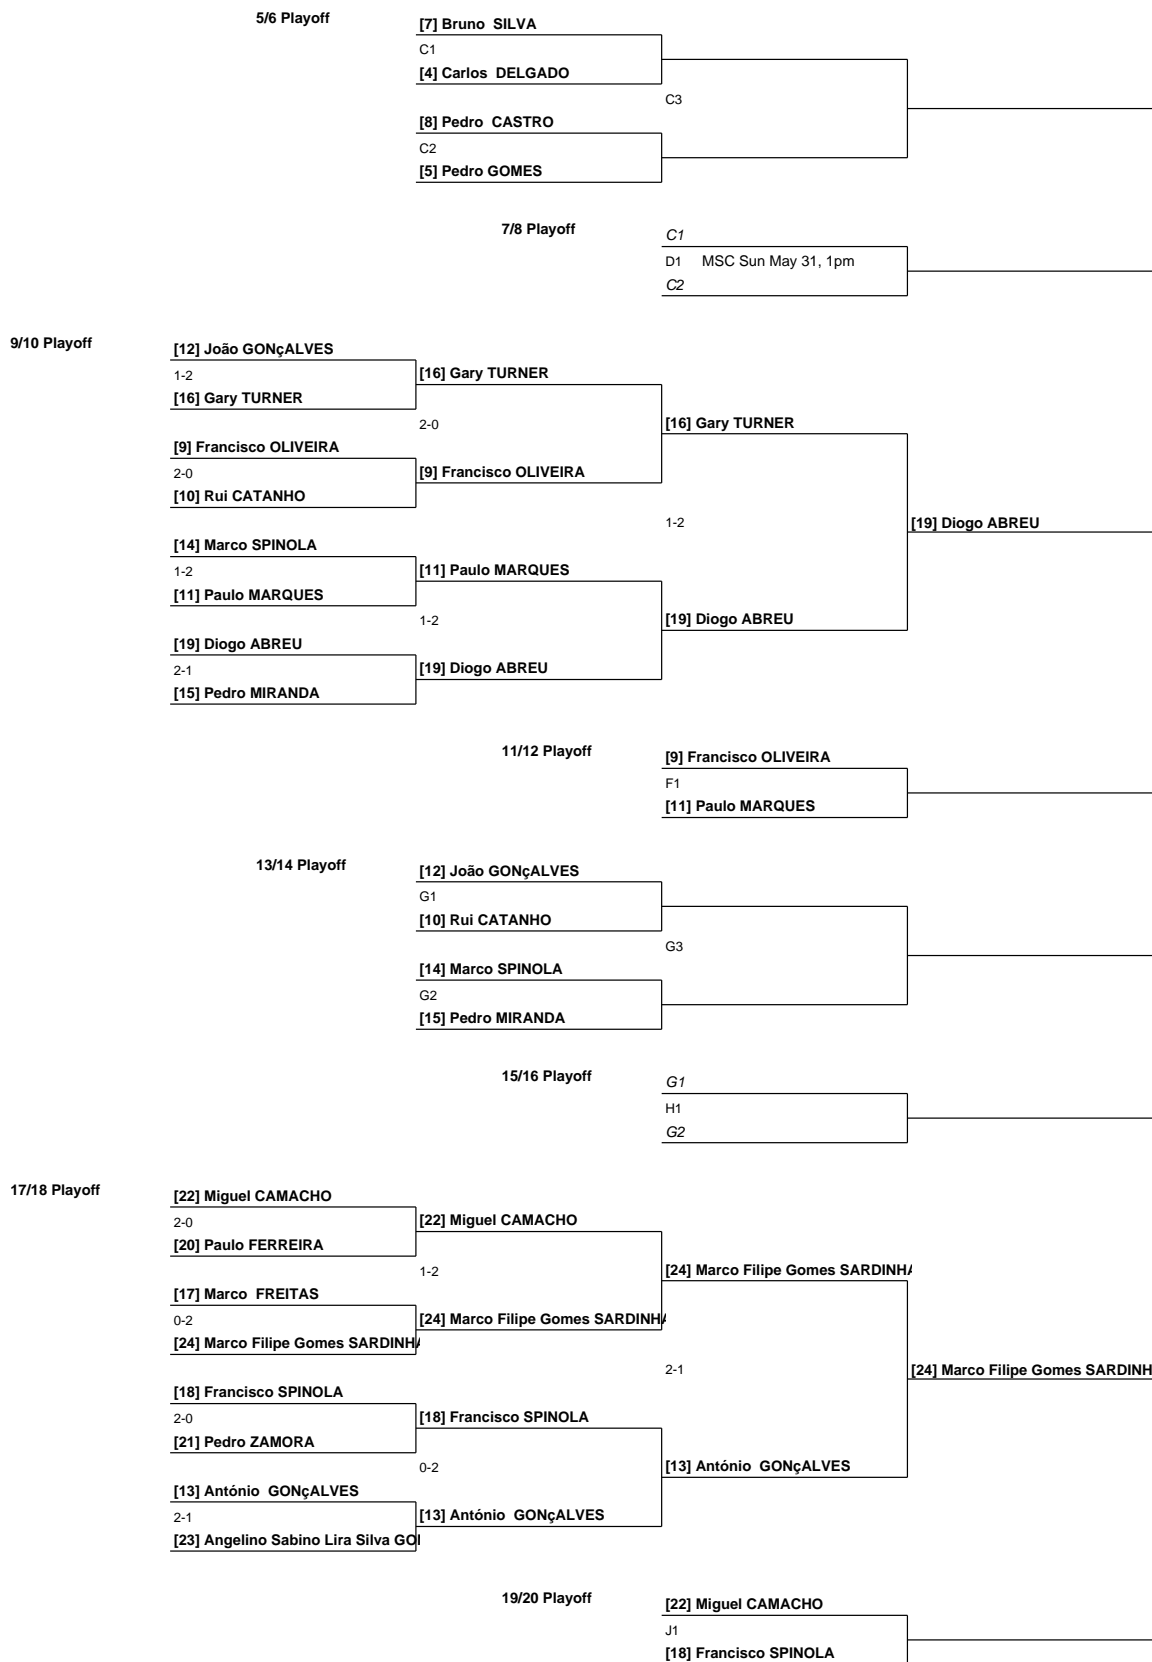 5/6 Playoff
[7] Bruno SILVA
C1
[4] Carlos DELGADO
C3
[8] Pedro CASTRO
C2
[5] Pedro GOMES
7/8 Playoff
C1
D1 MSC Sun May 31, 1pm
C2
9/10 Playoff
[12] João GONçALVES
1-2
[16] Gary TURNER
[16] Gary TURNER
2-0
[16] Gary TURNER
[9] Francisco OLIVEIRA
2-0
[9] Francisco OLIVEIRA
[10] Rui CATANHO
1-2
[19] Diogo ABREU
[14] Marco SPINOLA
1-2
[11] Paulo MARQUES
[11] Paulo MARQUES
1-2
[19] Diogo ABREU
[19] Diogo ABREU
2-1
[19] Diogo ABREU
[15] Pedro MIRANDA
11/12 Playoff
[9] Francisco OLIVEIRA
F1
[11] Paulo MARQUES
13/14 Playoff
[12] João GONçALVES
G1
[10] Rui CATANHO
G3
[14] Marco SPINOLA
G2
[15] Pedro MIRANDA
15/16 Playoff
G1
H1
G2
17/18 Playoff
[22] Miguel CAMACHO
2-0
[22] Miguel CAMACHO
[20] Paulo FERREIRA
1-2
[24] Marco Filipe Gomes SARDINHA
[17] Marco FREITAS
0-2
[24] Marco Filipe Gomes SARDINHA
[24] Marco Filipe Gomes SARDINHA
2-1
[24] Marco Filipe Gomes SARDINH
[18] Francisco SPINOLA
2-0
[18] Francisco SPINOLA
[21] Pedro ZAMORA
0-2
[13] António GONçALVES
[13] António GONçALVES
2-1
[13] António GONçALVES
[23] Angelino Sabino Lira Silva
19/20 Playoff
[22] Miguel CAMACHO
J1
[18] Francisco SPINOLA